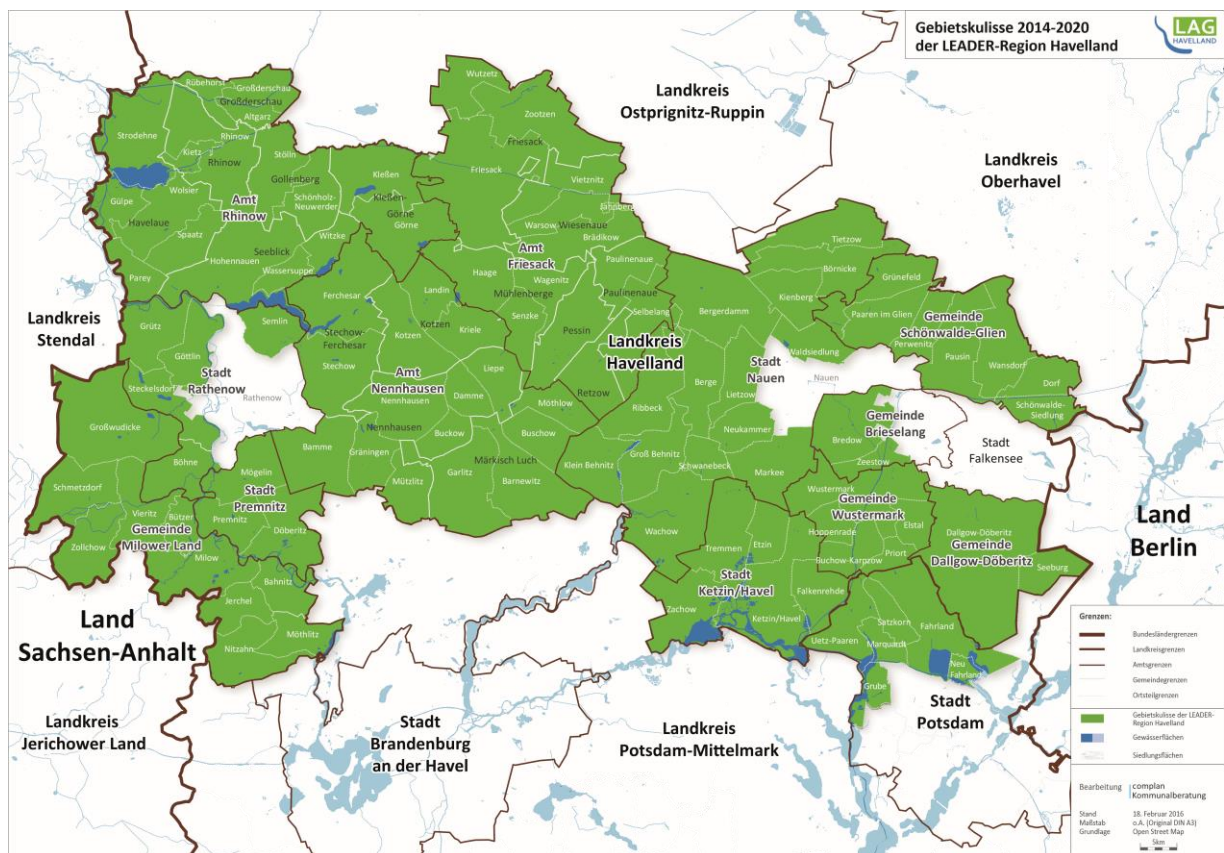 Gebietskulisse 2014-2020
der LEADER-Region Havelland
LAG
HAVELLAND
Landkreis
Ostprignitz-Ruppin
Landkreis
Oberhavel
Landkreis
Stendal
Landkreis
Havelland
Land
Berlin
Land
Sachsen-Anhalt
Landkreis
Jerichower Land
Stadt
Brandenburg
an der Havel
Landkreis
Potsdam-Mittelmark
Stadt
Potsdam
Stadt
Falkensee
Rübehorst
Großderschau
Großderschau
Altgarz
Strodehne
Rhinow
Kietz
Rhinow
Stölln
Gollenberg
Wolsier
Amt
Rhinow
Schönholz-
Neuwerder
Gülpe
Havelaue
Spaatz
Seeblick
Witzke
Hohennauen
Wassersuppe
Parey
Kleßen
Kleßen-
Görne
Görne
Wutzetz
Zootzen
Friesack
Friesack
Vietznitz
Jahnberge
Warsow
Wiesenaue
Brädikow
Amt
Friesack
Haage
Wagenitz
Mühlenberge
Senzke
Paulinenaue
Paulinenaue
Selbelang
Pessin
Retzow
Ferchesar
Landin
Kotzen
Kotzen
Kriele
Stechow-
Ferchesar
Stechow
Amt
Nennhausen
Nennhausen
Liepe
Damme
Möthlow
Nennhausen
Buckow
Buschow
Bamme
Gräningen
Märkisch Luch
Garlitz
Barnewitz
Mützlitz
Grütz
Semlin
Göttlin
Stadt
Rathenow
Rathenow
Steckelsdorf
Großwudicke
Böhne
Schmetzdorf
Vieritz
Bützer
Gemeinde
Milower Land
Zollchow
Milow
Mögelin
Stadt
Premnitz
Premnitz
Döberitz
Bahnitz
Jerchel
Möthlitz
Nitzahn
Tietzow
Börnicke
Kienberg
Bergerdamm
Grünefeld
Paaren im Glien
Gemeinde
Schönwalde-Glien
Perwenitz
Pausin
Wansdorf
Dorf
Schönwalde-
Siedlung
Waldsiedlung
Stadt
Nauen
Nauen
Berge
Lietzow
Ribbeck
Neukammer
Groß Behnitz
Klein Behnitz
Schwanebeck
Markee
Wachow
Gemeinde
Brieselang
Bredow
Zeestow
Wustermark
Gemeinde
Wustermark
Hoppenrade
Elstal
Priort
Buchow-Karpzow
Dallgow-Döberitz
Gemeinde
Dallgow-Döberitz
Seeburg
Tremmen
Etzin
Stadt
Ketzin/Havel
Zachow
Ketzin/Havel
Falkenrehde
Uetz-Paaren
Satzkorn
Fahrland
Marquardt
Neu
Fahrland
Grube
Grenzen:
Bundesländergrenzen
Landkreisgrenzen
Amtsgrenzen
Gemeindegrenzen
Ortsteilgrenzen
Gebietskulisse der LEADER-
Region Havelland
Gewässerflächen
Siedlungsflächen
Bearbeitung
complan
Kommunalberatung
Stand 18. Februar 2016
Maßstab o.A. (Original DIN A3)
Grundlage Open Street Map
5km